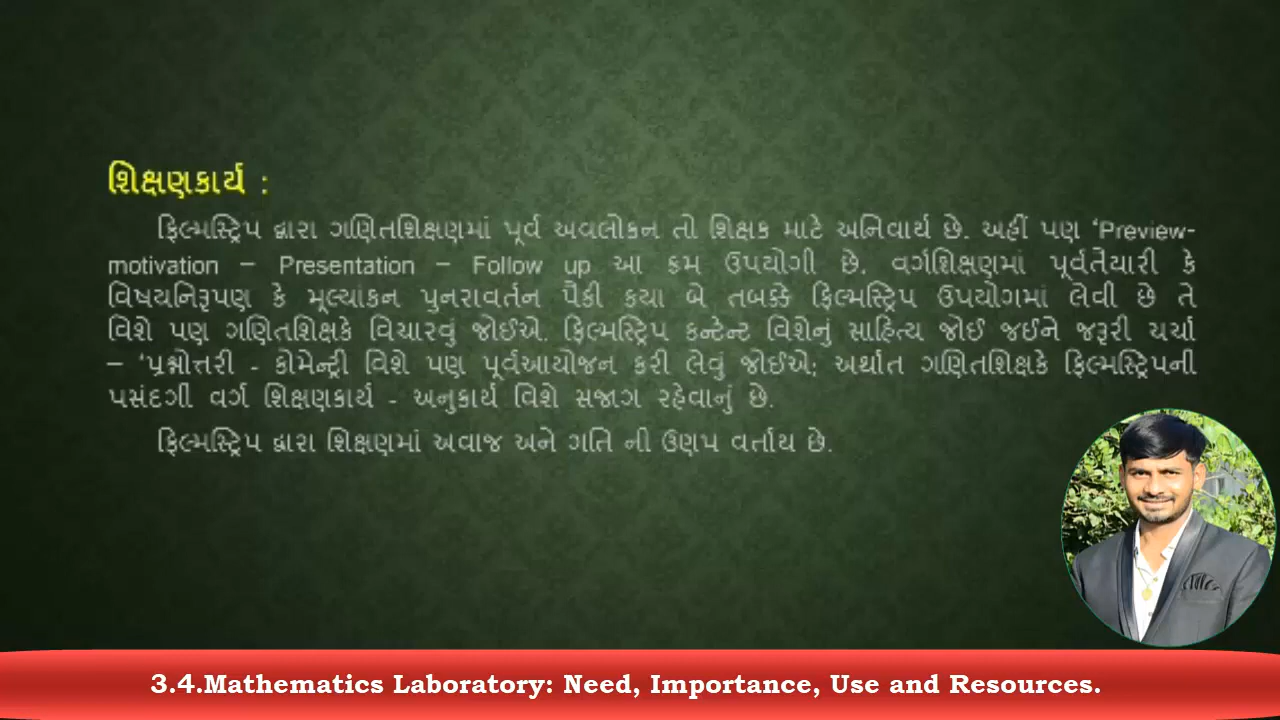 શિક્ષણકાર્ય :
ફિલ્મસ્ટ્રિપ દ્વારા ગણિતશિક્ષણમાં પૂર્વ અવલોકન તો શિક્ષક માટે અનિવાર્ય છે. અહીં પણ ‘Preview-
motivation – Presentation – Follow up આ ક્રમ ઉપયોગી છે. વર્ગશિક્ષણમાં પૂર્વતૈયારી કે
વિષયનિરૂપણ કે મૂલ્યાંકન પુનરાવર્તન પૈકી કયા બે તબક્કે ફિલ્મસ્ટ્રિપ ઉપયોગમાં લેવી છે તે
વિશે પણ ગણિતશિક્ષકે વિચારવું જોઈએ. ફિલ્મસ્ટ્રિપ કન્ટેન્ટ વિશેનું સાહિત્ય જોઈ જઈને જરૂરી ચર્ચા
– ‘પ્રશ્નોત્તરી - કોમેન્ટ્રી વિશે પણ પૂર્વઆયોજન કરી લેવું જોઈએ; અર્થાત ગણિતશિક્ષકે ફિલ્મસ્ટ્રિપની
પસંદગી વર્ગ શિક્ષણકાર્ય - અનુકાર્ય વિશે સજાગ રહેવાનું છે.
ફિલ્મસ્ટ્રિપ દ્વારા શિક્ષણમાં અવાજ અને ગતિ ની ઉણપ વર્તાય છે.
3.4.Mathematics Laboratory: Need, Importance, Use and Resources.